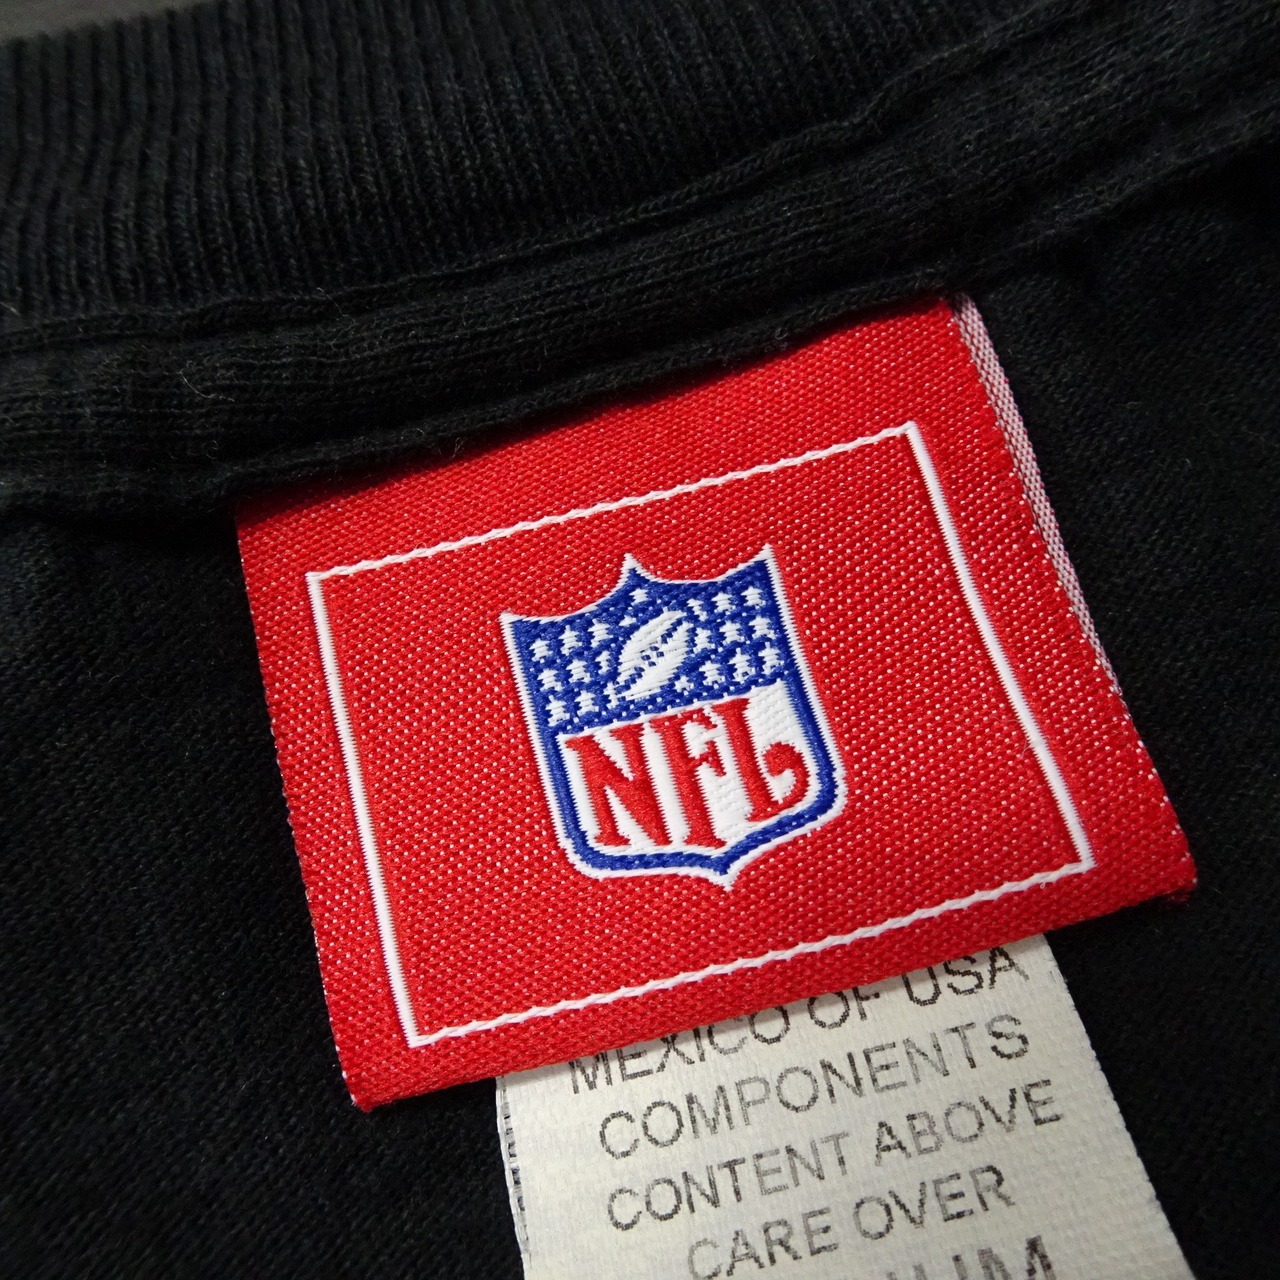 NFL
MEXICO OF USA
COMPONENTS
CONTENT ABOVE
CARE OVER